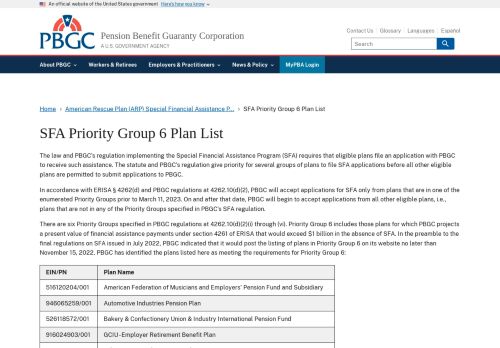 An official website of the United States government Here's how you know
PBGC
Pension Benefit Guaranty Corporation
A U.S. GOVERNMENT AGENCY
Contact Us Glossary Languages Español
Search
About PBGC Workers & Retirees Employers & Practitioners News & Policy MyPBA Login
Home › American Rescue Plan (ARP) Special Financial Assistance P... › SFA Priority Group 6 Plan List
SFA Priority Group 6 Plan List
The law and PBGC's regulation implementing the Special Financial Assistance Program (SFA) requires that eligible plans file an application with PBGC
to receive such assistance. The statute and PBGC's regulation give priority for several groups of plans to file SFA applications before all other eligible
plans are permitted to submit applications to PBGC.
In accordance with ERISA § 4262(d) and PBGC regulations at 4262.10(d)(2), PBGC will accept applications for SFA only from plans that are in one of the
enumerated Priority Groups prior to March 11, 2023. On and after that date, PBGC will begin to accept applications from all other eligible plans, i.e.,
plans that are not in any of the Priority Groups specified in PBGC's SFA regulation.
There are six Priority Groups specified in PBGC regulations at 4262.10(d)(2)(i) through (v). Priority Group 6 includes those plans for which PBGC projects
a present value of financial assistance payments under section 4261 of ERISA that would exceed $1 billion in the absence of SFA. In the preamble to the
final regulations on SFA issued in July 2022, PBGC indicated that it would post the listing of plans in Priority Group 6 on its website no later than
November 15, 2022. PBGC has identified the plans listed here as meeting the requirements for Priority Group 6:
EIN/PN Plan Name
516120204/001 American Federation of Musicians and Employers' Pension Fund and Subsidiary
946065259/001 Automotive Industries Pension Plan
526118572/001 Bakery & Confectionery Union & Industry International Pension Fund
916024903/001 GCIU-Employer Retirement Benefit Plan